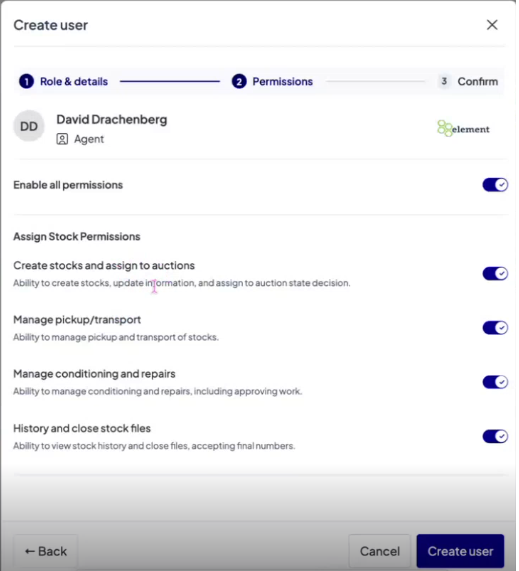 Create user
1 Role & details
2 Permissions
3 Confirm
DD
David Drachenberg
Agent
element
Enable all permissions
Assign Stock Permissions
Create stocks and assign to auctions
Ability to create stocks, update information, and assign to auction state decision.
Manage pickup/transport
Ability to manage pickup and transport of stocks.
Manage conditioning and repairs
Ability to manage conditioning and repairs, including approving work.
History and close stock files
Ability to view stock history and close files, accepting final numbers.
← Back
Cancel
Create user